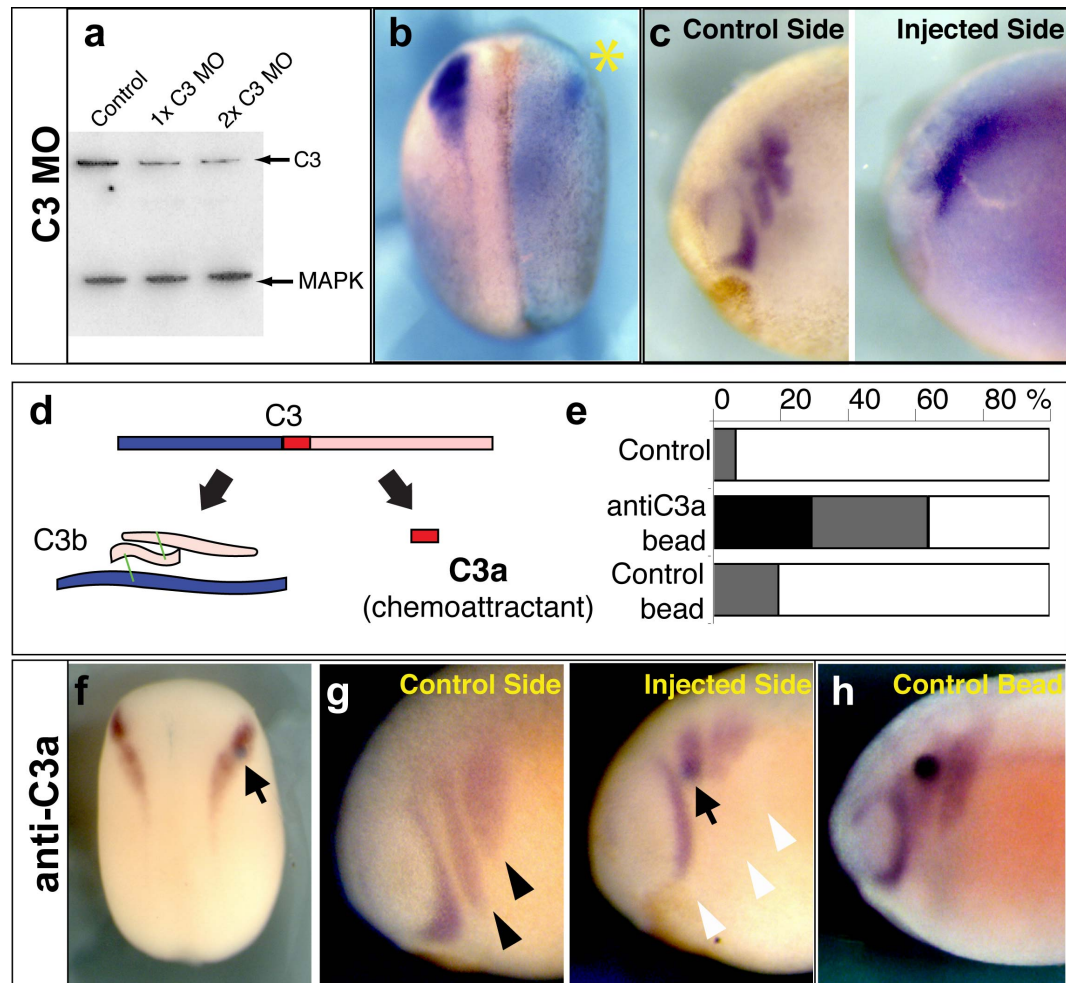 C3 MO
a
Control
1x C3 MO
2x C3 MO
C3
MAPK
b
*
c
Control Side
Injected Side
d
C3
C3b
C3a
(chemoattractant)
e
0 20 40 60 80 %
Control
antiC3a
bead
Control
bead
anti-C3a
f
g
Control Side
Injected Side
h
Control Bead